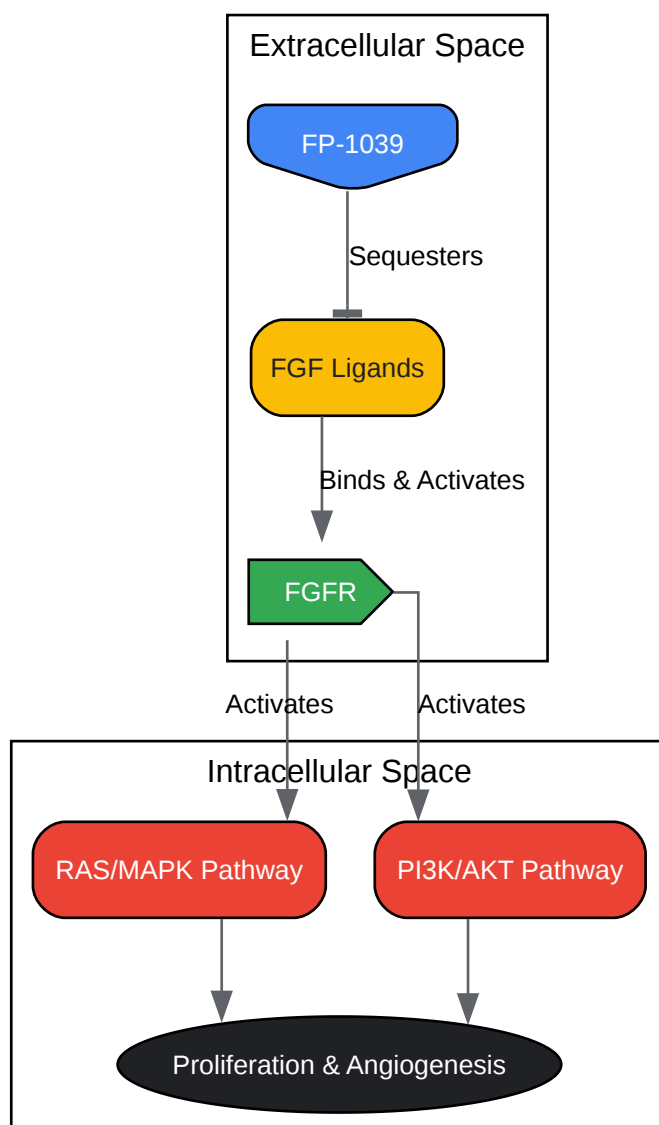 Extracellular Space
FP-1039
Sequesters
FGF Ligands
Binds & Activates
FGFR
Activates
Activates
Intracellular Space
RAS/MAPK Pathway
PI3K/AKT Pathway
Proliferation & Angiogenesis